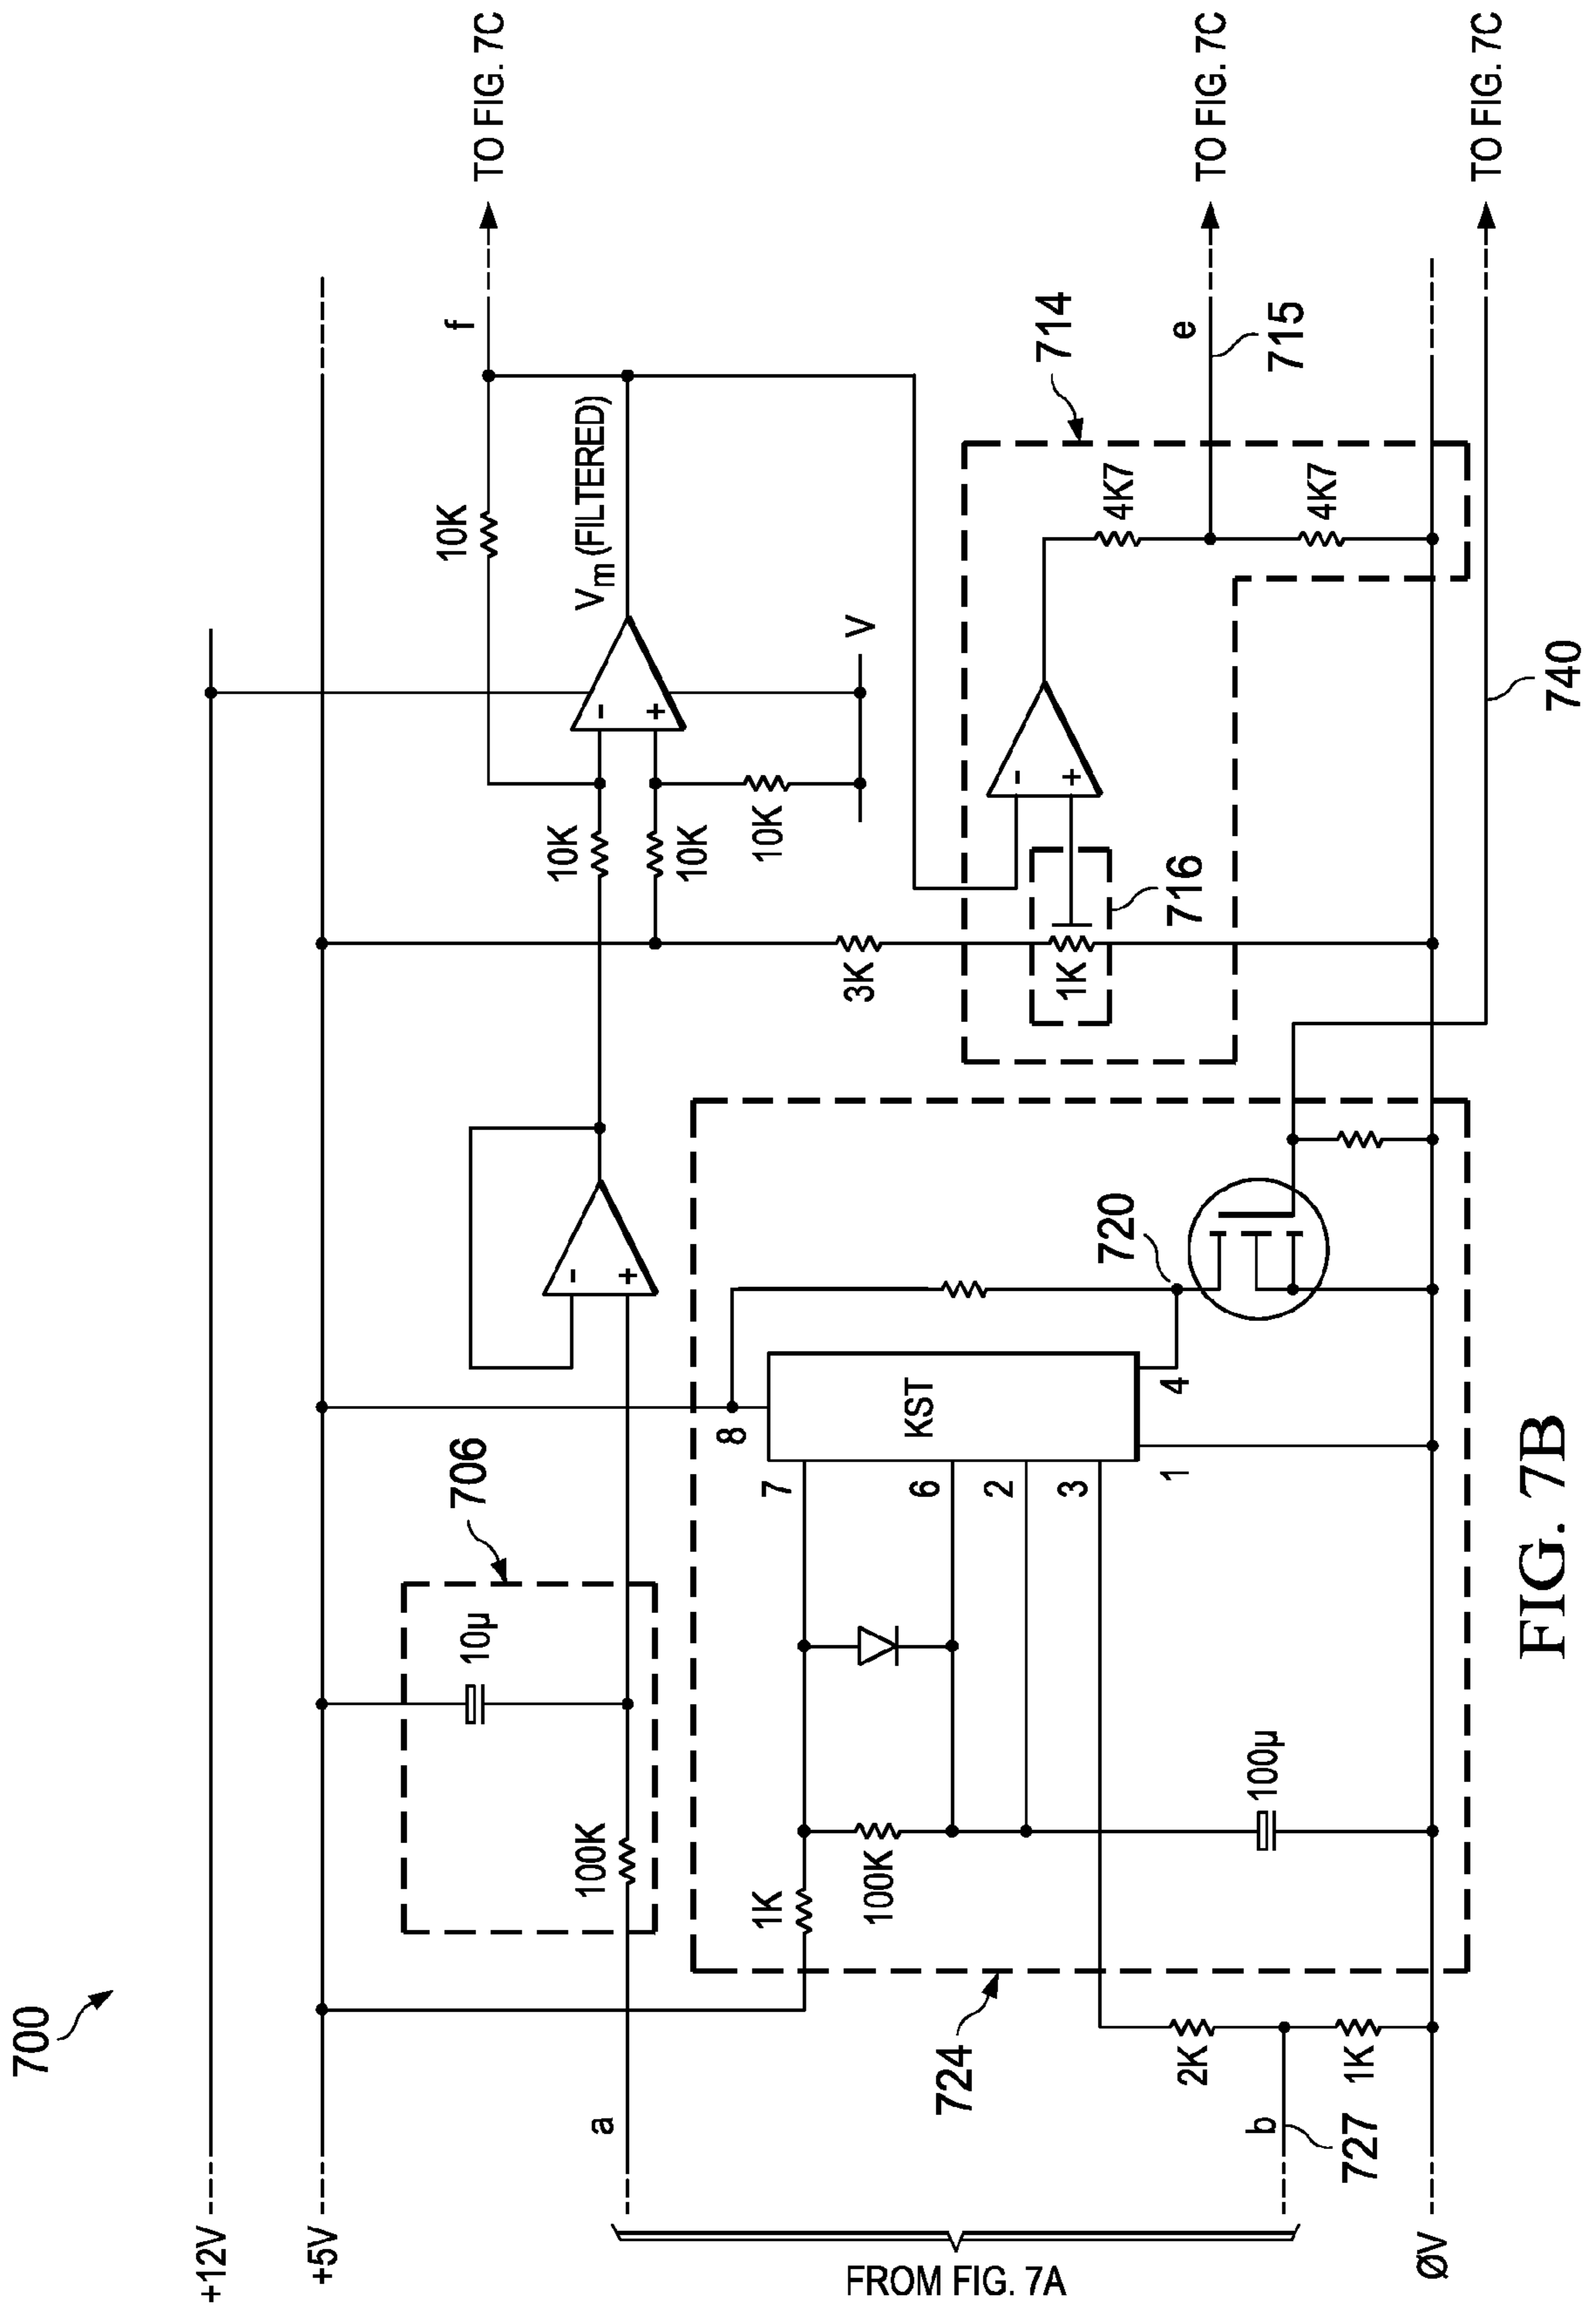 700
+12V
+5V
a
FROM FIG. 7A
b
727
ØV
706
10µ
100K
724
1K
100K
100µ
2K
1K
KST
8
7
6
2
3
1
4
720
-
+
10K
10K
10K
10K
3K
-
+
Vm (FILTERED)
V
f
TO FIG. 7C
714
716
1K
-
+
4K7
4K7
e
715
TO FIG. 7C
740
TO FIG. 7C
FIG. 7B